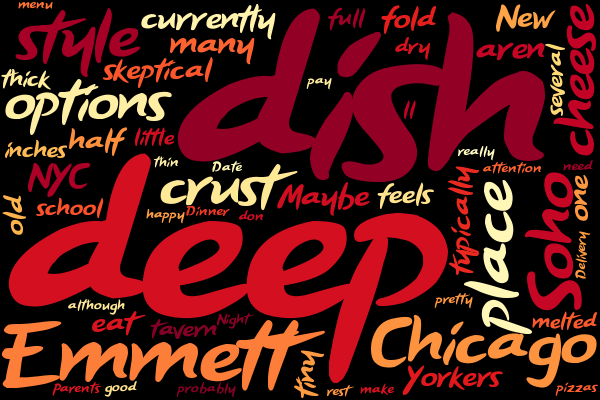 menu
style
currently
full
fold
New
many
dry
aren
skeptical
several
cheese
thick
options
pay
dish
ll
inches
half
little
thin
Date
really
attention
need
NYC
crust
Maybe
feels
typically
place
Soho
one
old
school
happy
Dinner
don
Delivery
deep
although
pretty
eat
tavern
Night
melted
Emmett
tiny
Chicago
Parents
good
probably
rest
make
Yorkers
pizzas